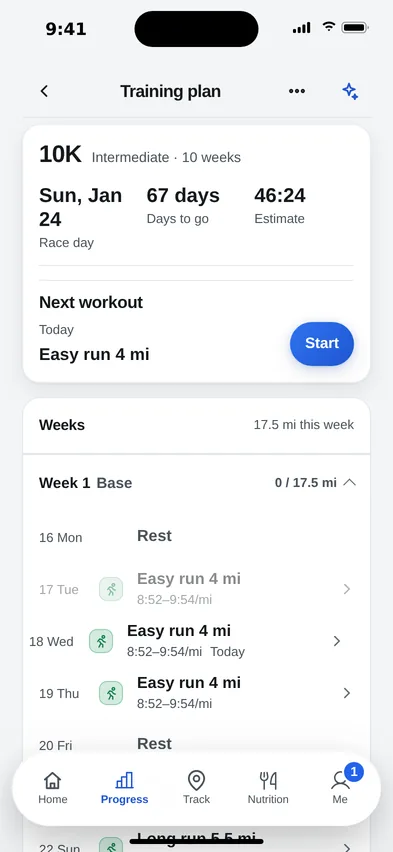 9:41
Training plan
10K Intermediate · 10 weeks
Sun, Jan 24
Race day
67 days
Days to go
46:24
Estimate
Next workout
Today
Easy run 4 mi
Start
Weeks
17.5 mi this week
Week 1 Base
0 / 17.5 mi
16 Mon
Rest
17 Tue
Easy run 4 mi
8:52–9:54/mi
18 Wed
Easy run 4 mi
8:52–9:54/mi Today
19 Thu
Easy run 4 mi
8:52–9:54/mi
20 Fri
Rest
Home
Progress
Track
Nutrition
1
Me
22 Sun
Long run 5.5 mi